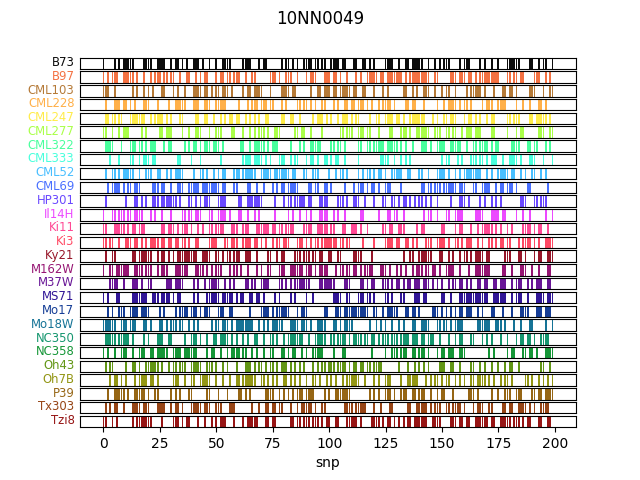 10NN0049
B73
B97
CML103
CML228
CML247
CML277
CML322
CML333
CML52
CML69
HP301
Il14H
Ki11
Ki3
Ky21
M162W
M37W
MS71
Mo17
Mo18W
NC350
NC358
Oh43
Oh7B
P39
Tx303
Tzi8
0 25 50 75 100 125 150 175 200
snp